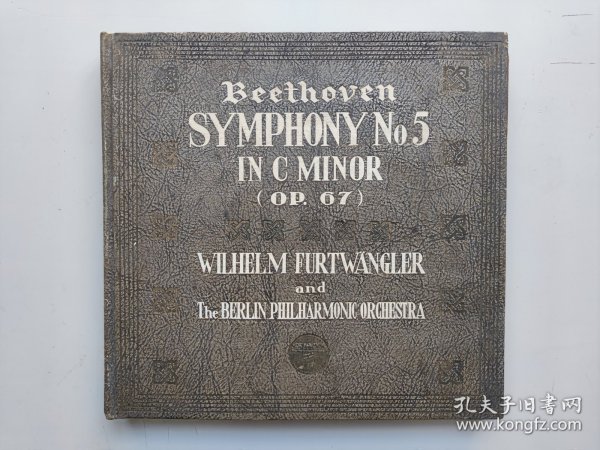 Beethoven
SYMPHONY No 5
IN C MINOR
(OP. 67)
WILHELM FURTWÄNGLER
and
The BERLIN PHILHARMONIC ORCHESTRA
孔夫子旧书网
www.kongfz.com